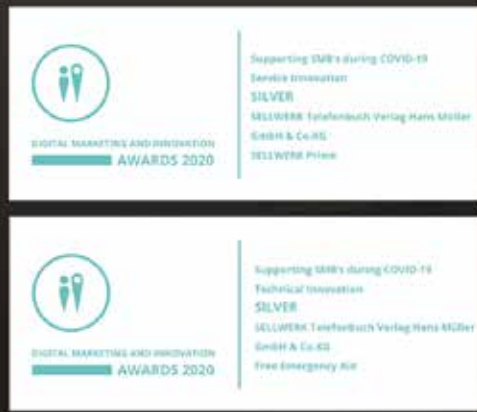 Supporting SMB's during COVID-19
Service Innovation
SILVER
SELLWERK Telefonbuch Verlag Hans Müller
GmbH & Co.KG
SELLWERK Prime
DIGITAL MARKETING AND INNOVATION
AWARDS 2020
Supporting SMB's during COVID-19
Technical Innovation
SILVER
SELLWERK Telefonbuch Verlag Hans Müller
GmbH & Co.KG
Free Emergency Kit
DIGITAL MARKETING AND INNOVATION
AWARDS 2020